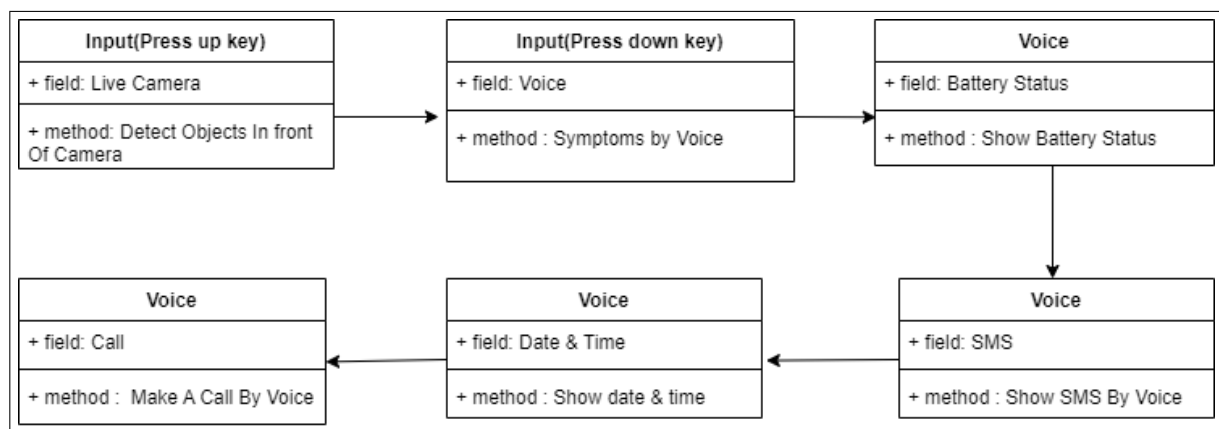 Input(Press up key)
+ field: Live Camera
+ method: Detect Objects In front
Of Camera
Input(Press down key)
+ field: Voice
+ method : Symptoms by Voice
Voice
+ field: Battery Status
+ method : Show Battery Status
Voice
+ field: SMS
+ method : Show SMS By Voice
Voice
+ field: Date & Time
+ method : Show date & time
Voice
+ field: Call
+ method :  Make A Call By Voice